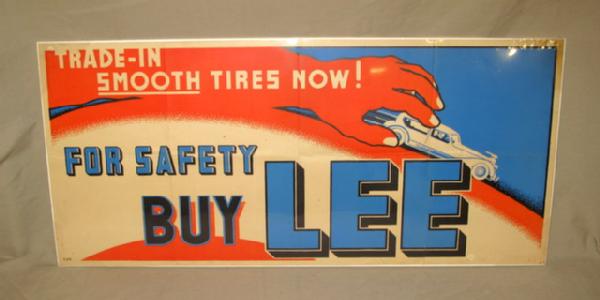 TRADE-IN
SMOOTH TIRES NOW!
FOR SAFETY
BUY LEE